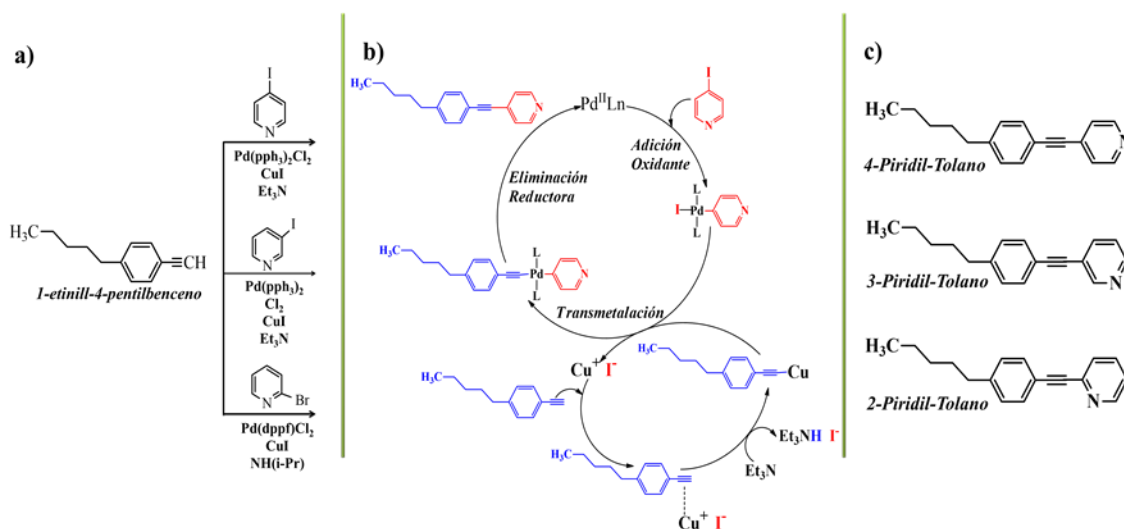 a)
I
N
Pd(pph₃)₂Cl₂
CuI
Et₃N
I
N
Pd(pph₃)₂
Cl₂
CuI
Et₃N
N
Br
Pd(dppf)Cl₂
CuI
NH(i-Pr)
H₃C
CH
1-etinill-4-pentilbenceno
b)
H₃C
N
PdᴵᴵLn
I
N
Adición
Oxidante
Eliminación
Reductora
L
I
Pd
N
L
H₃C
L
Pd
N
L
Transmetalación
Cu⁺ I⁻
H₃C
Cu
H₃C
Et₃NH I⁻
Et₃N
H₃C
Cu⁺ I⁻
c)
H₃C
N
4-Piridil-Tolano
H₃C
N
3-Piridil-Tolano
H₃C
N
2-Piridil-Tolano